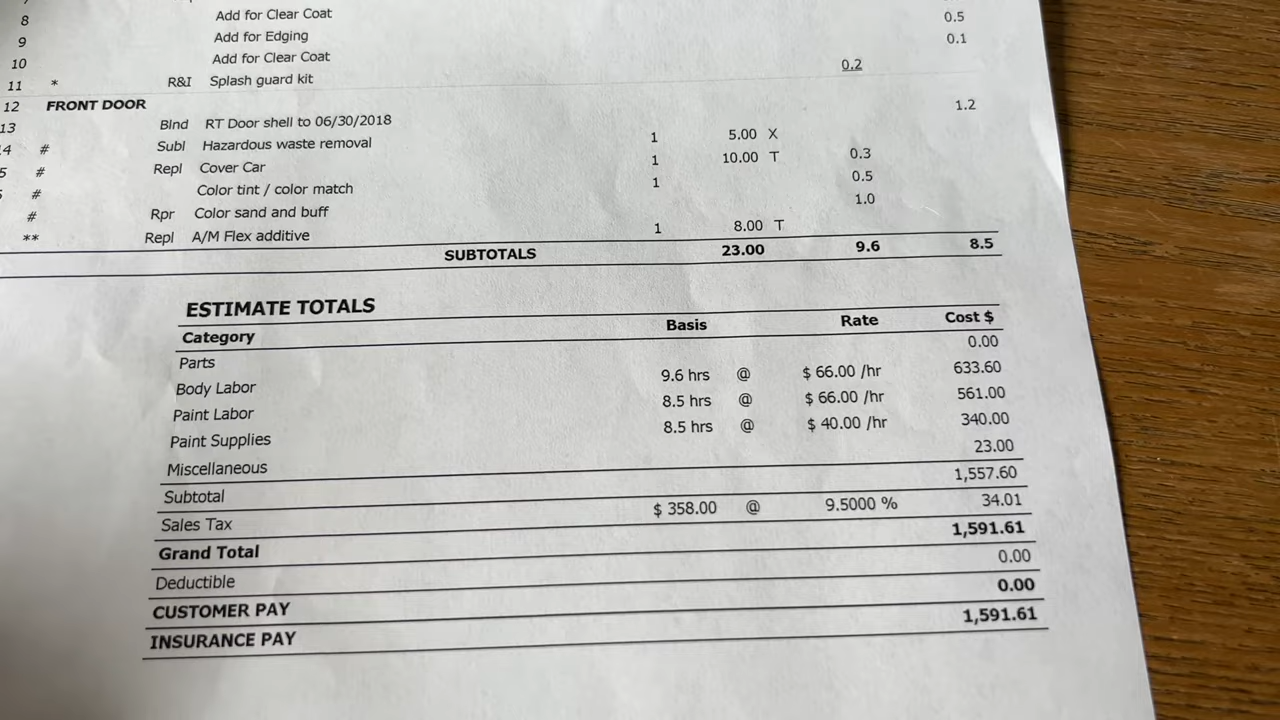 8 Add for Clear Coat
9 Add for Edging 0.5
10 Add for Clear Coat 0.1
11 * R&I Splash guard kit 0.2
12 FRONT DOOR
13 Blnd RT Door shell to 06/30/2018 1.2
4 # Subl Hazardous waste removal 1 5.00 X
5 # Repl Cover Car 1 10.00 T 0.3
# Color tint / color match 1 0.5
# Rpr Color sand and buff 1.0
** Repl A/M Flex additive 1 8.00 T
SUBTOTALS 23.00 9.6 8.5
ESTIMATE TOTALS
Category Basis Rate Cost $
Parts 0.00
Body Labor 9.6 hrs @ $ 66.00 /hr 633.60
Paint Labor 8.5 hrs @ $ 66.00 /hr 561.00
Paint Supplies 8.5 hrs @ $ 40.00 /hr 340.00
Miscellaneous 23.00
Subtotal 1,557.60
Sales Tax $ 358.00 @ 9.5000 % 34.01
Grand Total 1,591.61
Deductible 0.00
CUSTOMER PAY 0.00
INSURANCE PAY 1,591.61